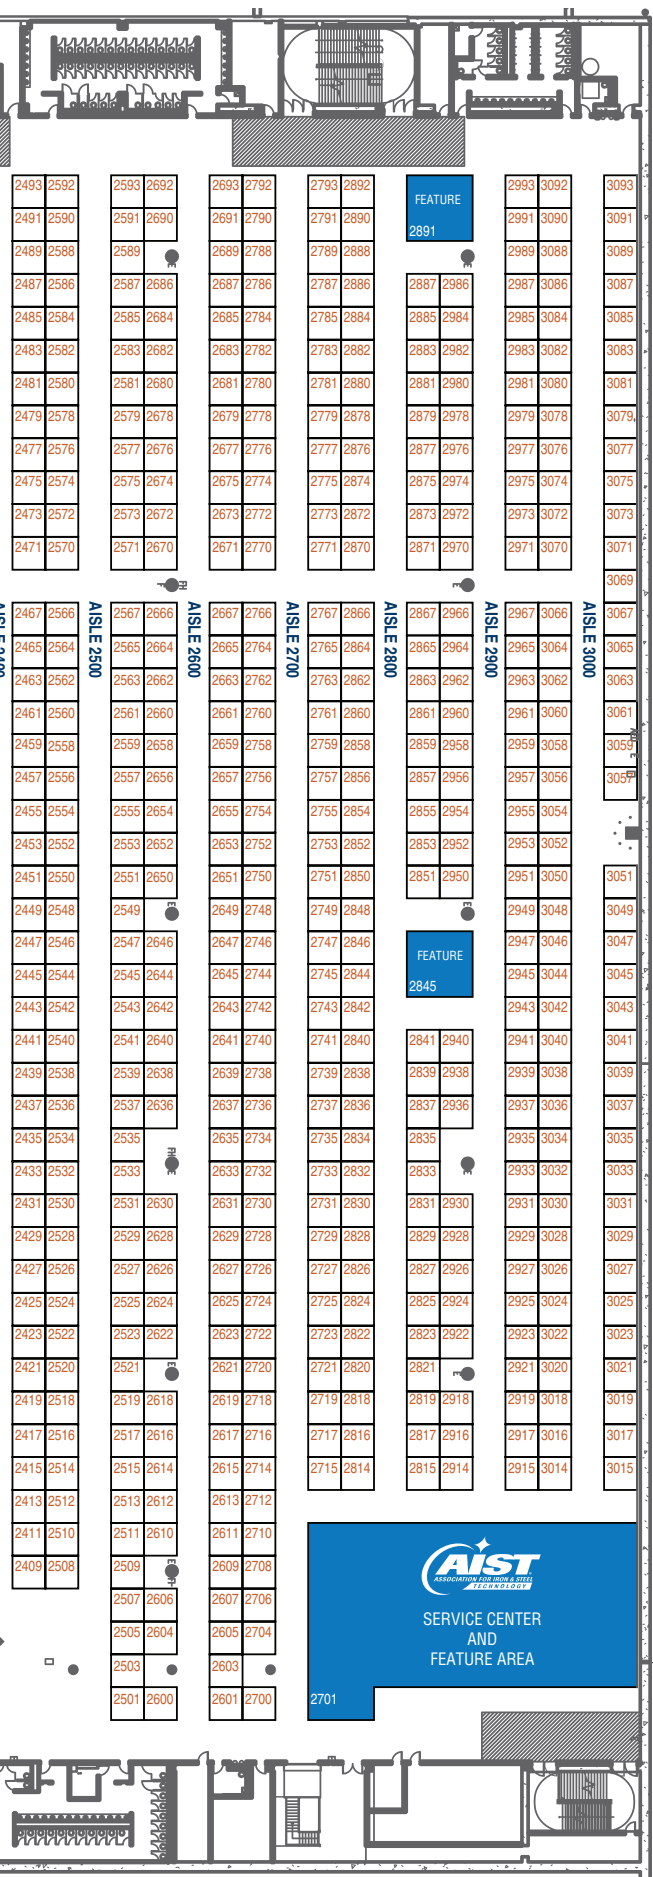 2493 2592 2593 2692 2693 2792 2793 2892 FEATURE 2993 3092 3093
2491 2590 2591 2690 2691 2790 2791 2890 2891 2991 3090 3091
2489 2588 2589 2689 2788 2789 2888 2989 3088 3089
2487 2586 2587 2686 2687 2786 2787 2886 2887 2986 2987 3086 3087
2485 2584 2585 2684 2685 2784 2785 2884 2885 2984 2985 3084 3085
2483 2582 2583 2682 2683 2782 2783 2882 2883 2982 2983 3082 3083
2481 2580 2581 2680 2681 2780 2781 2880 2881 2980 2981 3080 3081
2479 2578 2579 2678 2679 2778 2779 2878 2879 2978 2979 3078 3079
2477 2576 2577 2676 2677 2776 2777 2876 2877 2976 2977 3076 3077
2475 2574 2575 2674 2675 2774 2775 2874 2875 2974 2975 3074 3075
2473 2572 2573 2672 2673 2772 2773 2872 2873 2972 2973 3072 3073
2471 2570 2571 2670 2671 2770 2771 2870 2871 2970 2971 3070 3071
3069
AISLE 2500 AISLE 2600 AISLE 2700 AISLE 2800 AISLE 2900 AISLE 3000
2467 2566 2567 2666 2667 2766 2767 2866 2867 2966 2967 3066 3067
2465 2564 2565 2664 2665 2764 2765 2864 2865 2964 2965 3064 3065
2463 2562 2563 2662 2663 2762 2763 2862 2863 2962 2963 3062 3063
2461 2560 2561 2660 2661 2760 2761 2860 2861 2960 2961 3060 3061
2459 2558 2559 2658 2659 2758 2759 2858 2859 2958 2959 3058 3059
2457 2556 2557 2656 2657 2756 2757 2856 2857 2956 2957 3056 3057
2455 2554 2555 2654 2655 2754 2755 2854 2855 2954 2955 3054
2453 2552 2553 2652 2653 2752 2753 2852 2853 2952 2953 3052
2451 2550 2551 2650 2651 2750 2751 2850 2851 2950 2951 3050 3051
2449 2548 2549 2649 2748 2749 2848 2949 3048 3049
2447 2546 2547 2646 2647 2746 2747 2846 FEATURE 2947 3046 3047
2445 2544 2545 2644 2645 2744 2745 2844 2845 2945 3044 3045
2443 2542 2543 2642 2643 2742 2743 2842 2943 3042 3043
2441 2540 2541 2640 2641 2740 2741 2840 2841 2940 2941 3040 3041
2439 2538 2539 2638 2639 2738 2739 2838 2839 2938 2939 3038 3039
2437 2536 2537 2636 2637 2736 2737 2836 2837 2936 2937 3036 3037
2435 2534 2535 2635 2734 2735 2834 2835 2935 3034 3035
2433 2532 2533 2633 2732 2733 2832 2833 2933 3032 3033
2431 2530 2531 2630 2631 2730 2731 2830 2831 2930 2931 3030 3031
2429 2528 2529 2628 2629 2728 2729 2828 2829 2928 2929 3028 3029
2427 2526 2527 2626 2627 2726 2727 2826 2827 2926 2927 3026 3027
2425 2524 2525 2624 2625 2724 2725 2824 2825 2924 2925 3024 3025
2423 2522 2523 2622 2623 2722 2723 2822 2823 2922 2923 3022 3023
2421 2520 2521 2621 2720 2721 2820 2821 2921 3020 3021
2419 2518 2519 2618 2619 2718 2719 2818 2819 2918 2919 3018 3019
2417 2516 2517 2616 2617 2716 2717 2816 2817 2916 2917 3016 3017
2415 2514 2515 2614 2615 2714 2715 2814 2815 2914 2915 3014 3015
2413 2512 2513 2612 2613 2712
2411 2510 2511 2610 2611 2710
2409 2508 2509 2609 2708
2507 2606 2607 2706
2505 2604 2605 2704
2503 2603
2501 2600 2601 2700 2701
AIST
ASSOCIATION FOR IRON & STEEL
TECHNOLOGY
SERVICE CENTER
AND
FEATURE AREA